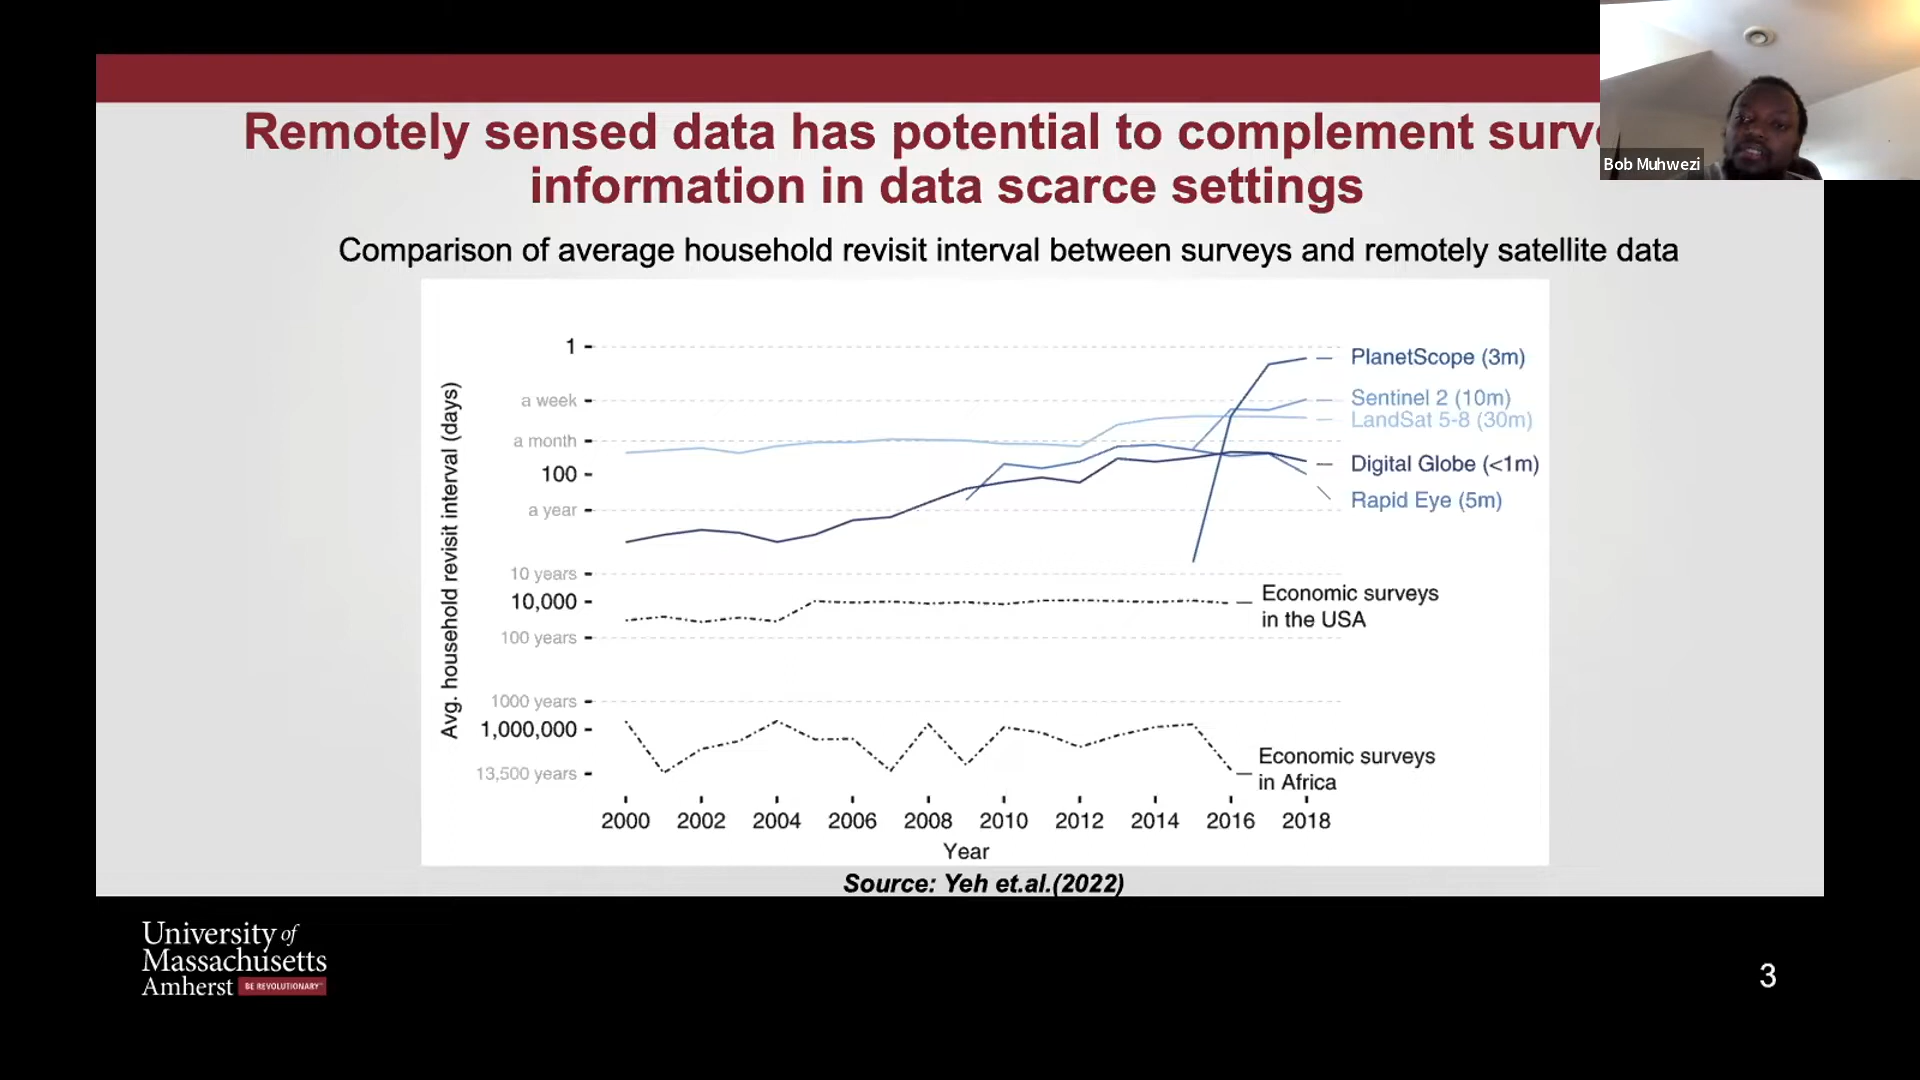 Remotely sensed data has potential to complement
information in data scarce settings
Bob Muhwezi
Comparison of average household revisit interval between surveys and remotely satellite data
Avg. household revisit interval (days)
1
a week
a month
100
a year
10 years
10,000
100 years
1000 years
1,000,000
13,500 years
PlanetScope (3m)
Sentinel 2 (10m)
LandSat 5-8 (30m)
Digital Globe (<1m)
Rapid Eye (5m)
Economic surveys
in the USA
Economic surveys
in Africa
2000 2002 2004 2006 2008 2010 2012 2014 2016 2018
Year
Source: Yeh et.al.(2022)
University of
Massachusetts
Amherst BE REVOLUTIONARY
3